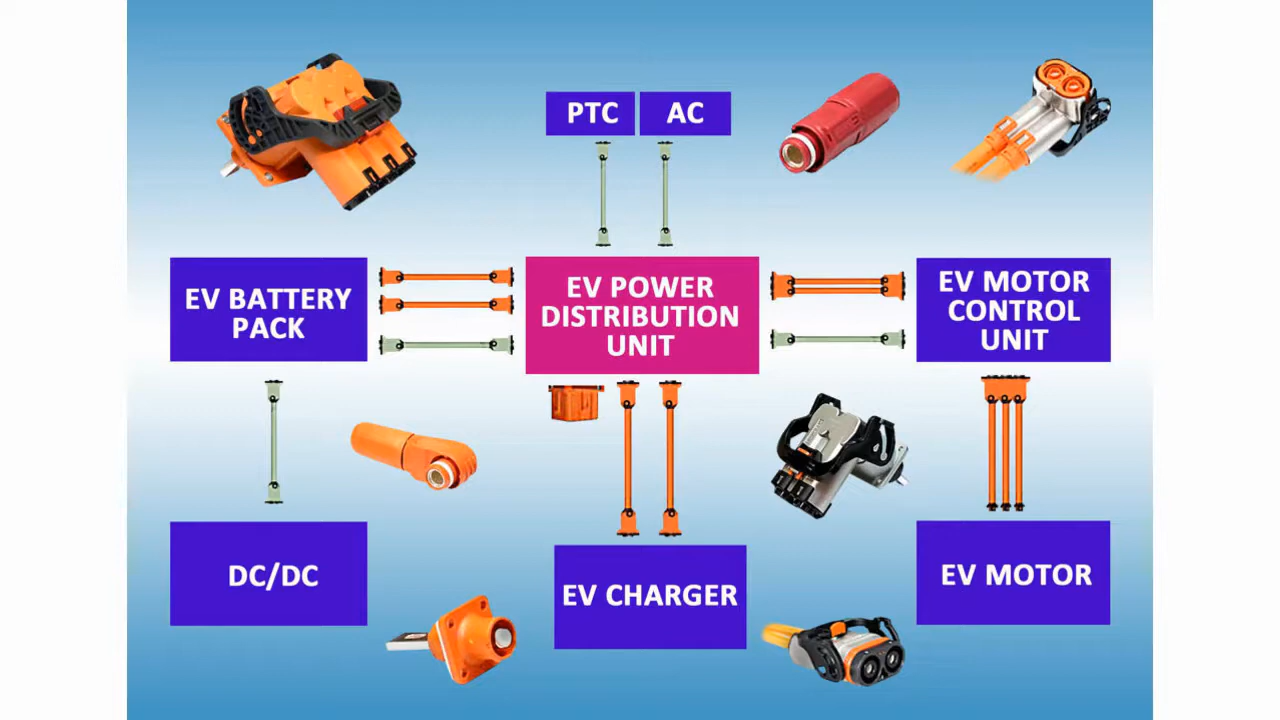 PTC
AC
EV BATTERY
PACK
EV POWER
DISTRIBUTION
UNIT
EV MOTOR
CONTROL
UNIT
DC/DC
EV CHARGER
EV MOTOR